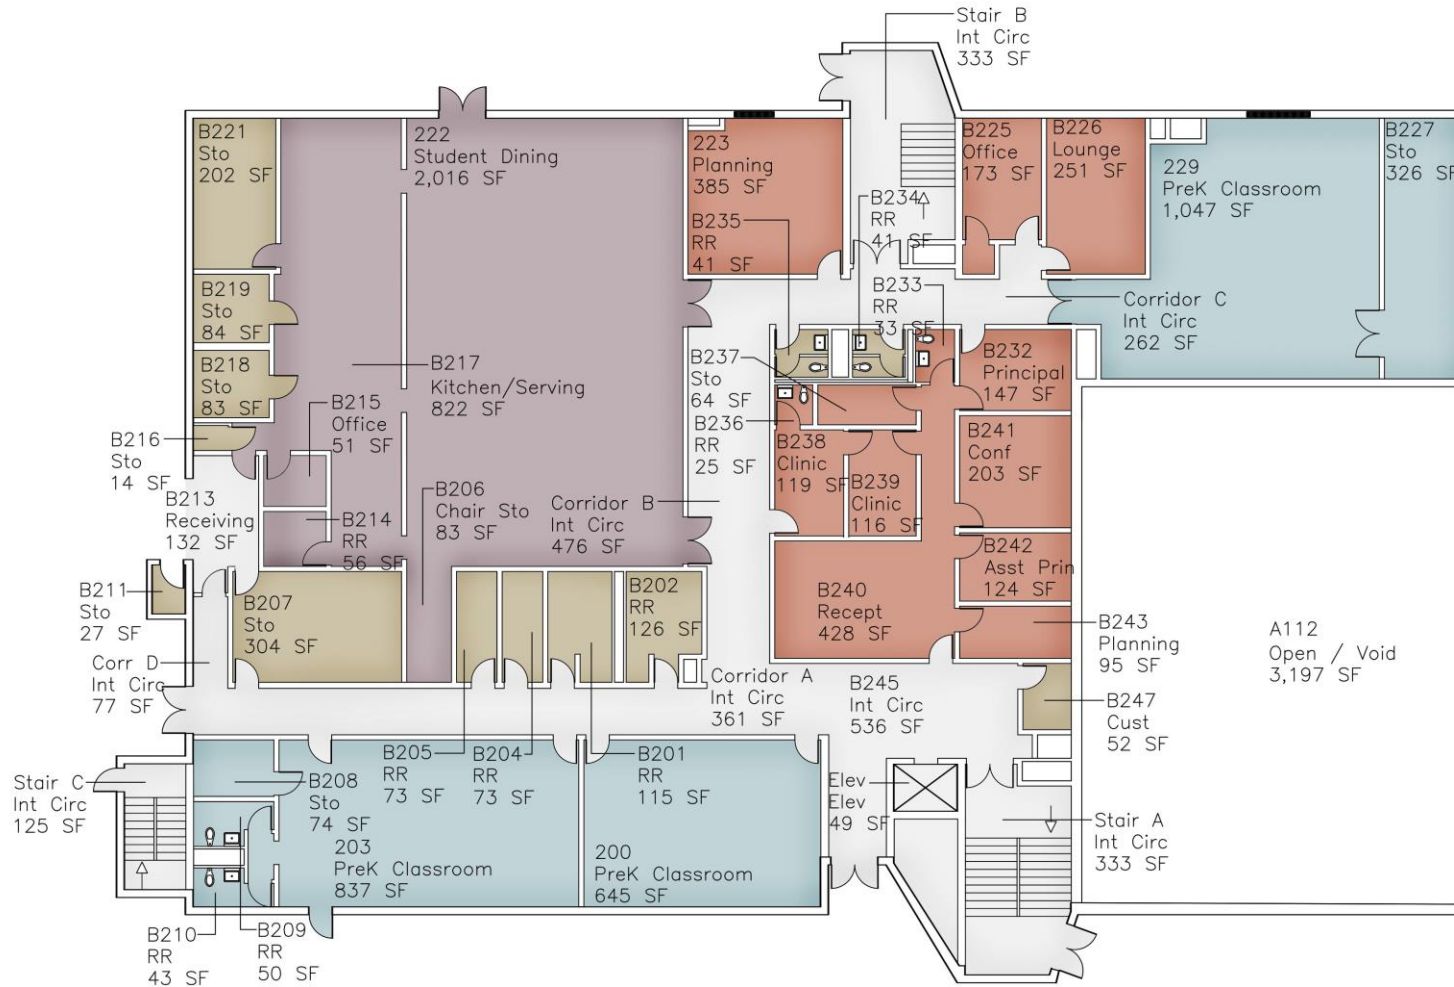 Stair B
Int Circ
333 SF
B221
Sto
202 SF
222
Student Dining
2,016 SF
223
Planning
385 SF
B225
Office
173 SF
B226
Lounge
251 SF
229
PreK Classroom
1,047 SF
B227
Sto
326 SF
B234
RR
41 SF
B235
RR
41 SF
B219
Sto
84 SF
B233
RR
33 SF
Corridor C
Int Circ
262 SF
B218
Sto
83 SF
B217
Kitchen/Serving
822 SF
B237
Sto
64 SF
B232
Principal
147 SF
B215
Office
51 SF
B216
Sto
14 SF
B236
RR
25 SF
B238
Clinic
119 SF
B241
Conf
203 SF
B213
Receiving
132 SF
B206
Chair Sto
83 SF
Corridor B
Int Circ
476 SF
B239
Clinic
116 SF
B214
RR
56 SF
B242
Asst Prin
124 SF
B211
Sto
27 SF
B207
Sto
304 SF
B202
RR
126 SF
B240
Recept
428 SF
B243
Planning
95 SF
A112
Open / Void
3,197 SF
Corr D
Int Circ
77 SF
Corridor A
Int Circ
361 SF
B245
Int Circ
536 SF
B247
Cust
52 SF
B205
RR
73 SF
B204
RR
73 SF
B201
RR
115 SF
Stair C
Int Circ
125 SF
B208
Sto
74 SF
Elev
Elev
49 SF
Stair A
Int Circ
333 SF
203
PreK Classroom
837 SF
200
PreK Classroom
645 SF
B210
RR
43 SF
B209
RR
50 SF